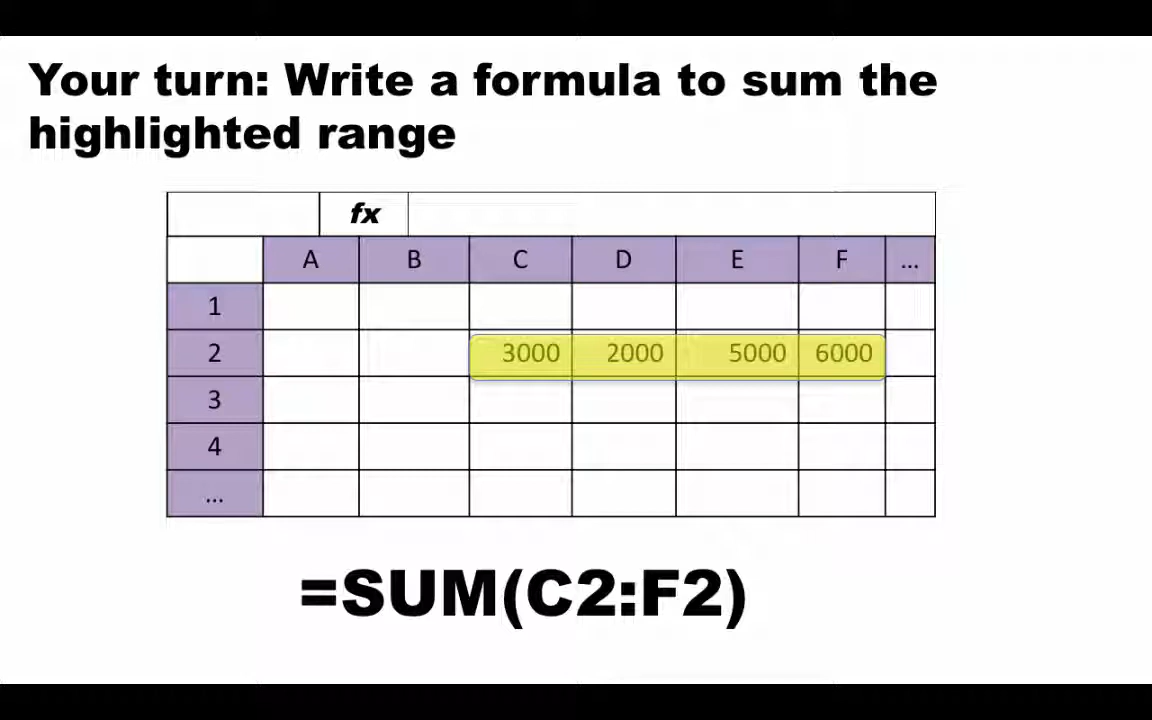 Your turn: Write a formula to sum the
highlighted range
fx
A B C D E F ...
1
2 3000 2000 5000 6000
3
4
...
=SUM(C2:F2)